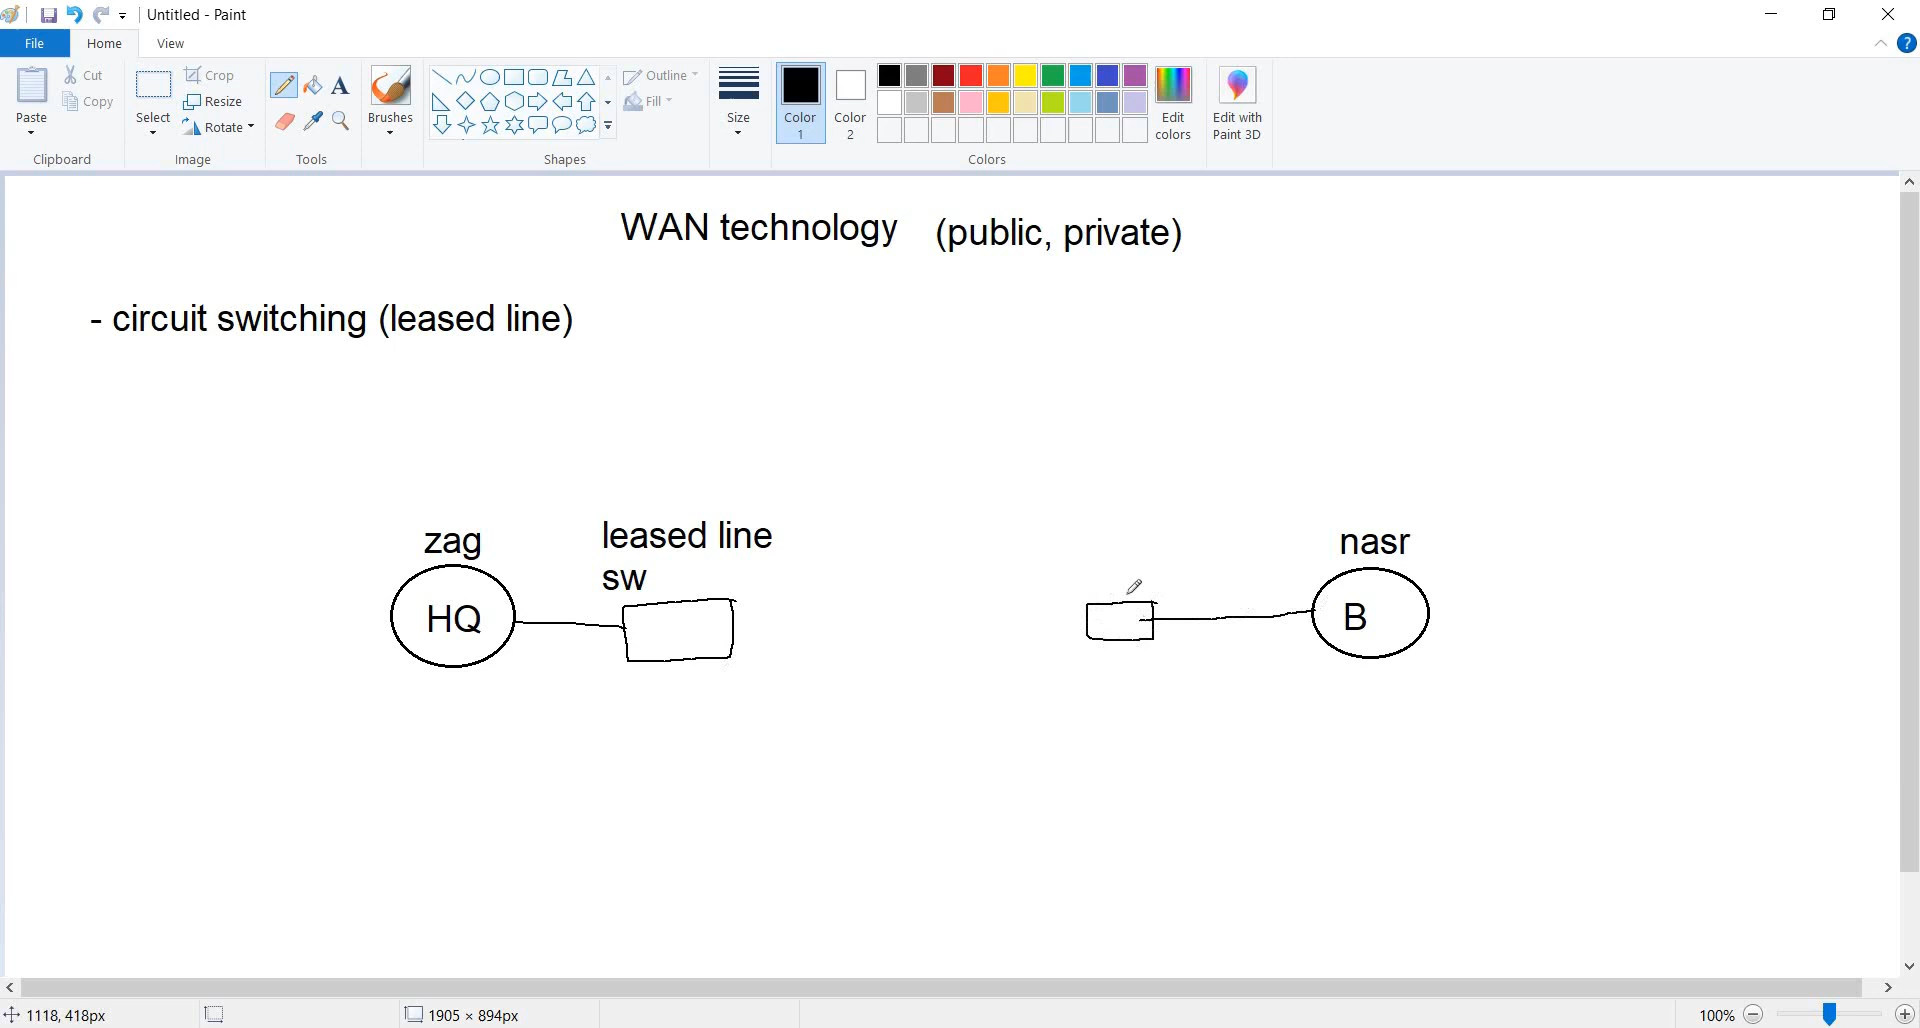 Untitled - Paint
File
Home
View
?
Paste
Cut
Copy
Clipboard
Select
Crop
Resize
Rotate
Image
A
Tools
Brushes
Outline
Fill
Shapes
Size
Color
1
Color
2
Edit
colors
Edit with
Paint 3D
Colors
WAN technology (public, private)
- circuit switching (leased line)
zag
HQ
leased line
sw
nasr
B
1118, 418px
1905 × 894px
100%